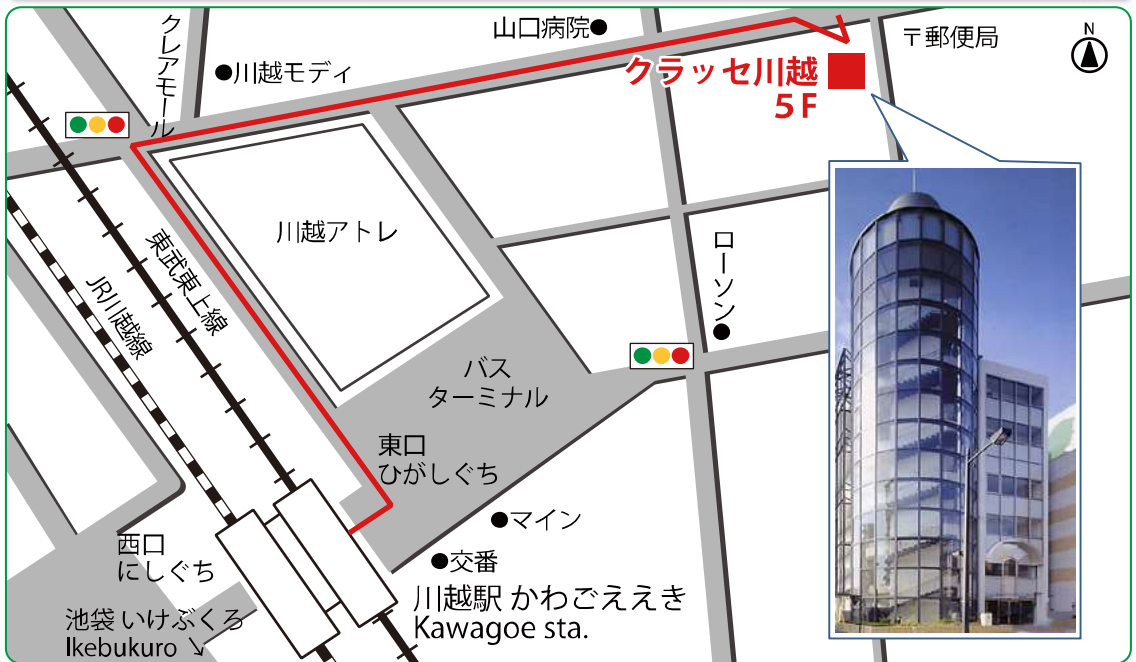 山口病院
N
〒郵便局
クレアモール
川越モディ
クラッセ川越
5F
川越アトレ
東武東上線
JR川越線
ローソン
バス
ターミナル
東口
ひがしぐち
マイン
西口
にしぐち
交番
川越駅 かわごええき
Kawagoe sta.
池袋 いけぶくろ
Ikebukuro ↘